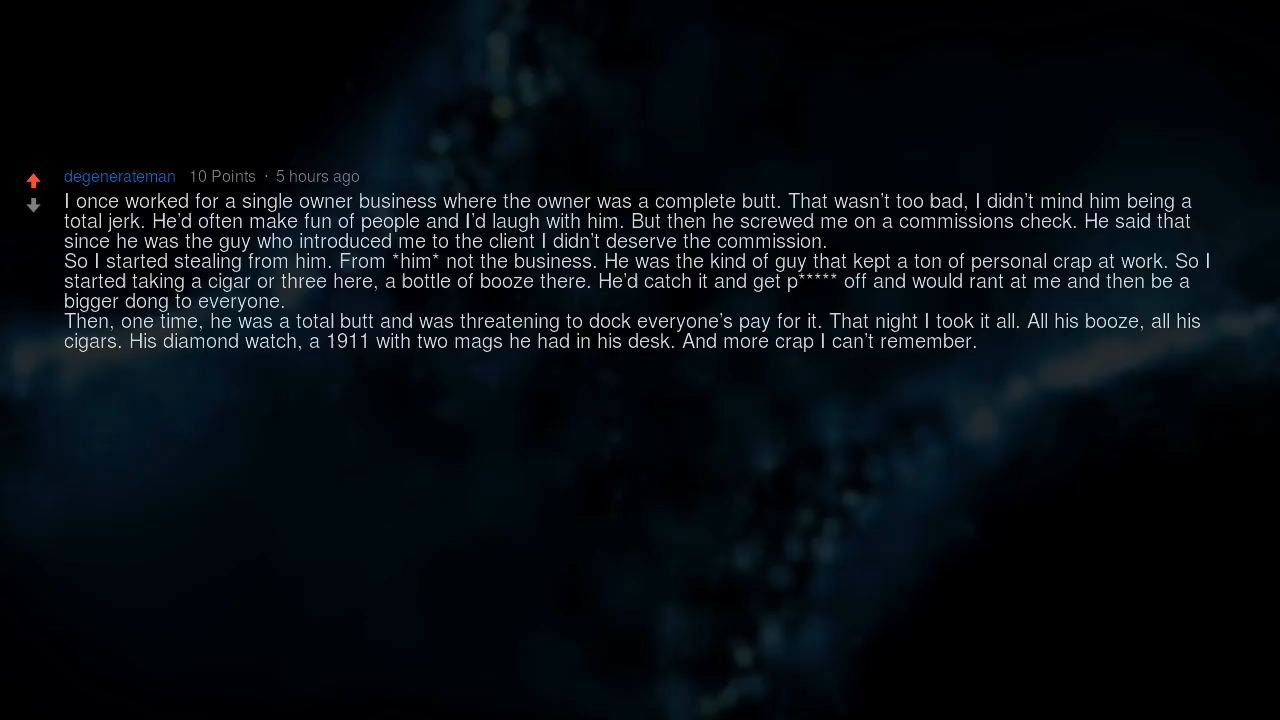 degenerateman 10 Points · 5 hours ago
I once worked for a single owner business where the owner was a complete butt. That wasn't too bad, I didn't mind him being a
total jerk. He'd often make fun of people and I'd laugh with him. But then he screwed me on a commissions check. He said that
since he was the guy who introduced me to the client I didn't deserve the commission.
So I started stealing from him. From *him* not the business. He was the kind of guy that kept a ton of personal crap at work. So I
started taking a cigar or three here, a bottle of booze there. He'd catch it and get p***** off and would rant at me and then be a
bigger dong to everyone.
Then, one time, he was a total butt and was threatening to dock everyone's pay for it. That night I took it all. All his booze, all his
cigars. His diamond watch, a 1911 with two mags he had in his desk. And more crap I can't remember.